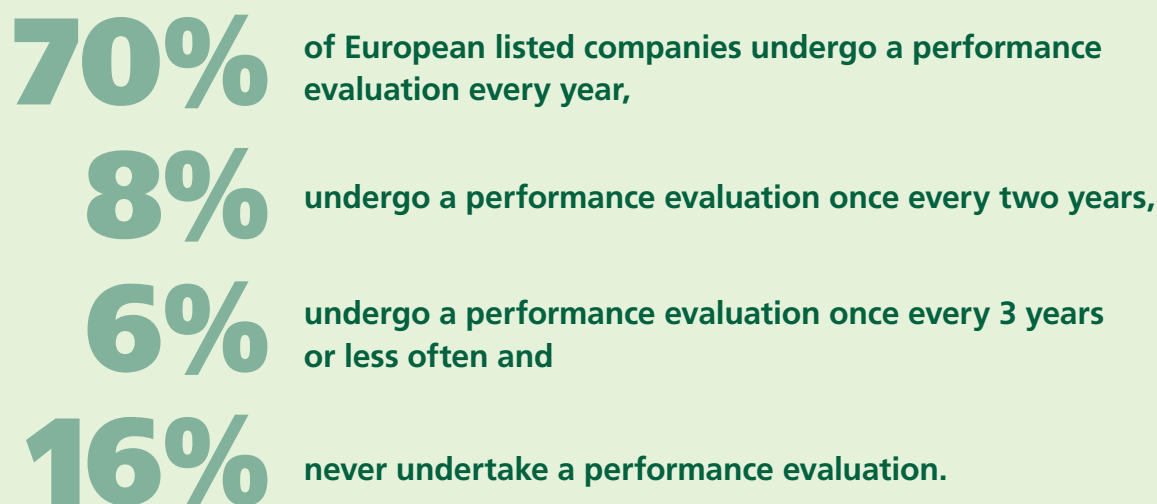 70% of European listed companies undergo a performance
evaluation every year,
8% undergo a performance evaluation once every two years,
6% undergo a performance evaluation once every 3 years
or less often and
16% never undertake a performance evaluation.